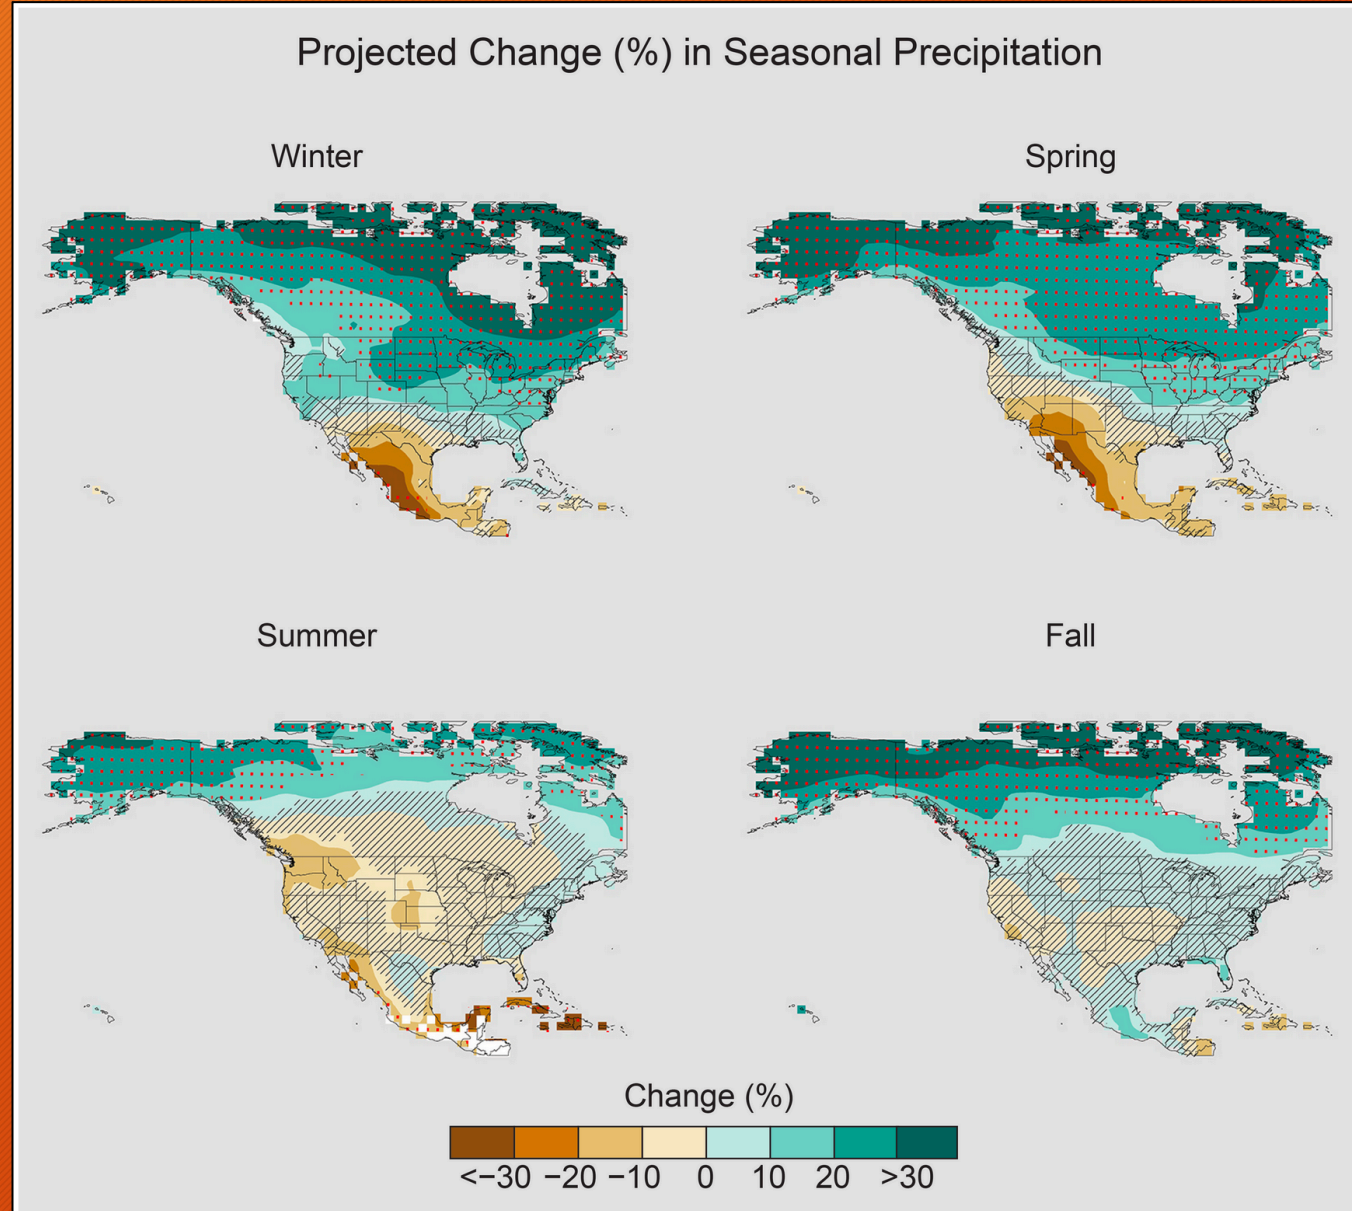 Projected Change (%) in Seasonal Precipitation
Winter
Spring
Summer
Fall
Change (%)
<−30 −20 −10 0 10 20 >30